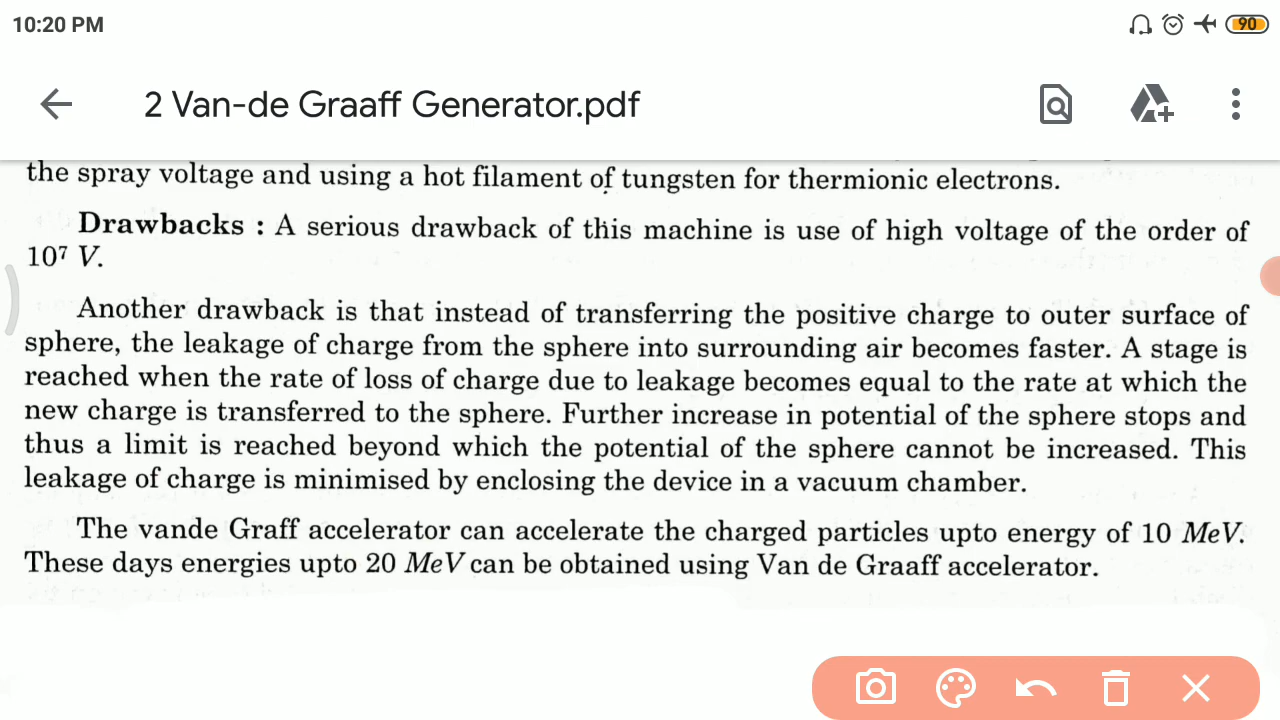 10:20 PM
90
2 Van-de Graaff Generator.pdf
the spray voltage and using a hot filament of tungsten for thermionic electrons.
Drawbacks : A serious drawback of this machine is use of high voltage of the order of
10⁷ V.
Another drawback is that instead of transferring the positive charge to outer surface of
sphere, the leakage of charge from the sphere into surrounding air becomes faster. A stage is
reached when the rate of loss of charge due to leakage becomes equal to the rate at which the
new charge is transferred to the sphere. Further increase in potential of the sphere stops and
thus a limit is reached beyond which the potential of the sphere cannot be increased. This
leakage of charge is minimised by enclosing the device in a vacuum chamber.
The vande Graff accelerator can accelerate the charged particles upto energy of 10 MeV.
These days energies upto 20 MeV can be obtained using Van de Graaff accelerator.